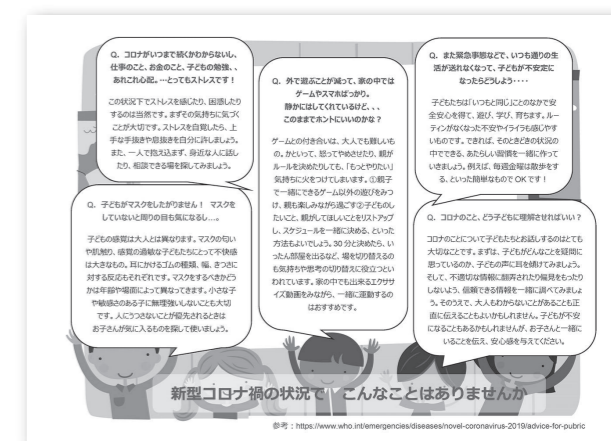 Q. コロナがいつまで続くかわからないし、
仕事のこと、お金のこと、子どもの勉強、、
あれこれ心配。…とってもストレスです！
この状況下でストレスを感じたり、困惑したり
するのは当然です。まずその気持ちに気づく
ことが大切です。ストレスを自覚したら、上
手な手抜きや息抜きを自分に許しましょう。
また、一人で抱え込まず、身近な人に話し
たり、相談できる場を探してみましょう。
Q. 子どもがマスクをしたがりません！ マスクを
していないと周りの目も気になるし…。
子どもの感覚は大人とは異なります。マスクの匂い
や肌触り、感覚の過敏な子どもたちにとって不快感
は大きなもの。耳にかけるゴムの種類、幅、きつさに
対する反応もそれぞれです。マスクをするべきかどう
かは年齢や場面によって異なってきます。小さな子
や敏感さのある子に無理強いしないことも大切
です。人にうつさないことが優先されるときは
お子さんが気に入るものを探して使いましょう。
Q. 外で遊ぶことが減って、家の中では
ゲームやスマホばっかり。
静かにはしてくれているけど、、、
このままでホントにいいのかな？
ゲームとの付き合いは、大人でも難しいも
の。かといって、怒ってやめさせたり、親が
ルールを決めたりしても、「もっとやりたい」
気持ちに火をつけてしまいます。①親子
で一緒にできるゲーム以外の遊びをみつ
け、親も楽しみながら過ごす②子どものし
たいこと、親がしてほしいことをリストアップ
し、スケジュールを一緒に決める、といった
方法もよいでしょう。30分と決めたら、い
ったん部屋を出るなど、場を切り替えるの
も気持ちや思考の切り替えに役立つとい
われています。家の中でも出来るエクササ
イズ動画をみながら、一緒に運動するの
はおすすめです。
Q. また緊急事態などで、いつも通りの生
活が送れなくなって、子どもが不安定に
なったらどうしよう・・・・
子どもたちは「いつもと同じ」ことのなかで安
全安心を得て、遊び、学び、育ちます。ルー
ティンがなくなった不安やイライラも感じやす
いものです。できれば、そのときどきの状況の
中でできる、あたらしい習慣を一緒に作って
いきましょう。例えば、毎週金曜は散歩をす
る、といった簡単なものでOKです！
Q. コロナのこと、どう子どもに理解させればいい？
コロナのことについて子どもたちとお話しするのはとても
大切なことです。まずは、子どもがどんなことを疑問に
思っているのか、子どもの声に耳を傾けてみましょう。
そして、不適切な情報に翻弄されたり偏見をもったり
しないよう、信頼できる情報を一緒に調べてみましょ
う。そのうえで、大人もわからないことがあることも正
直に伝えることもよいかもしれません。子どもが不安
になることもあるかもしれませんが、お子さんと一緒に
いることを伝え、安心感を与えてください。
新型コロナ禍の状況で こんなことはありませんか
参考：https://www.who.int/emergencies/diseases/novel-coronavirus-2019/advice-for-pubric